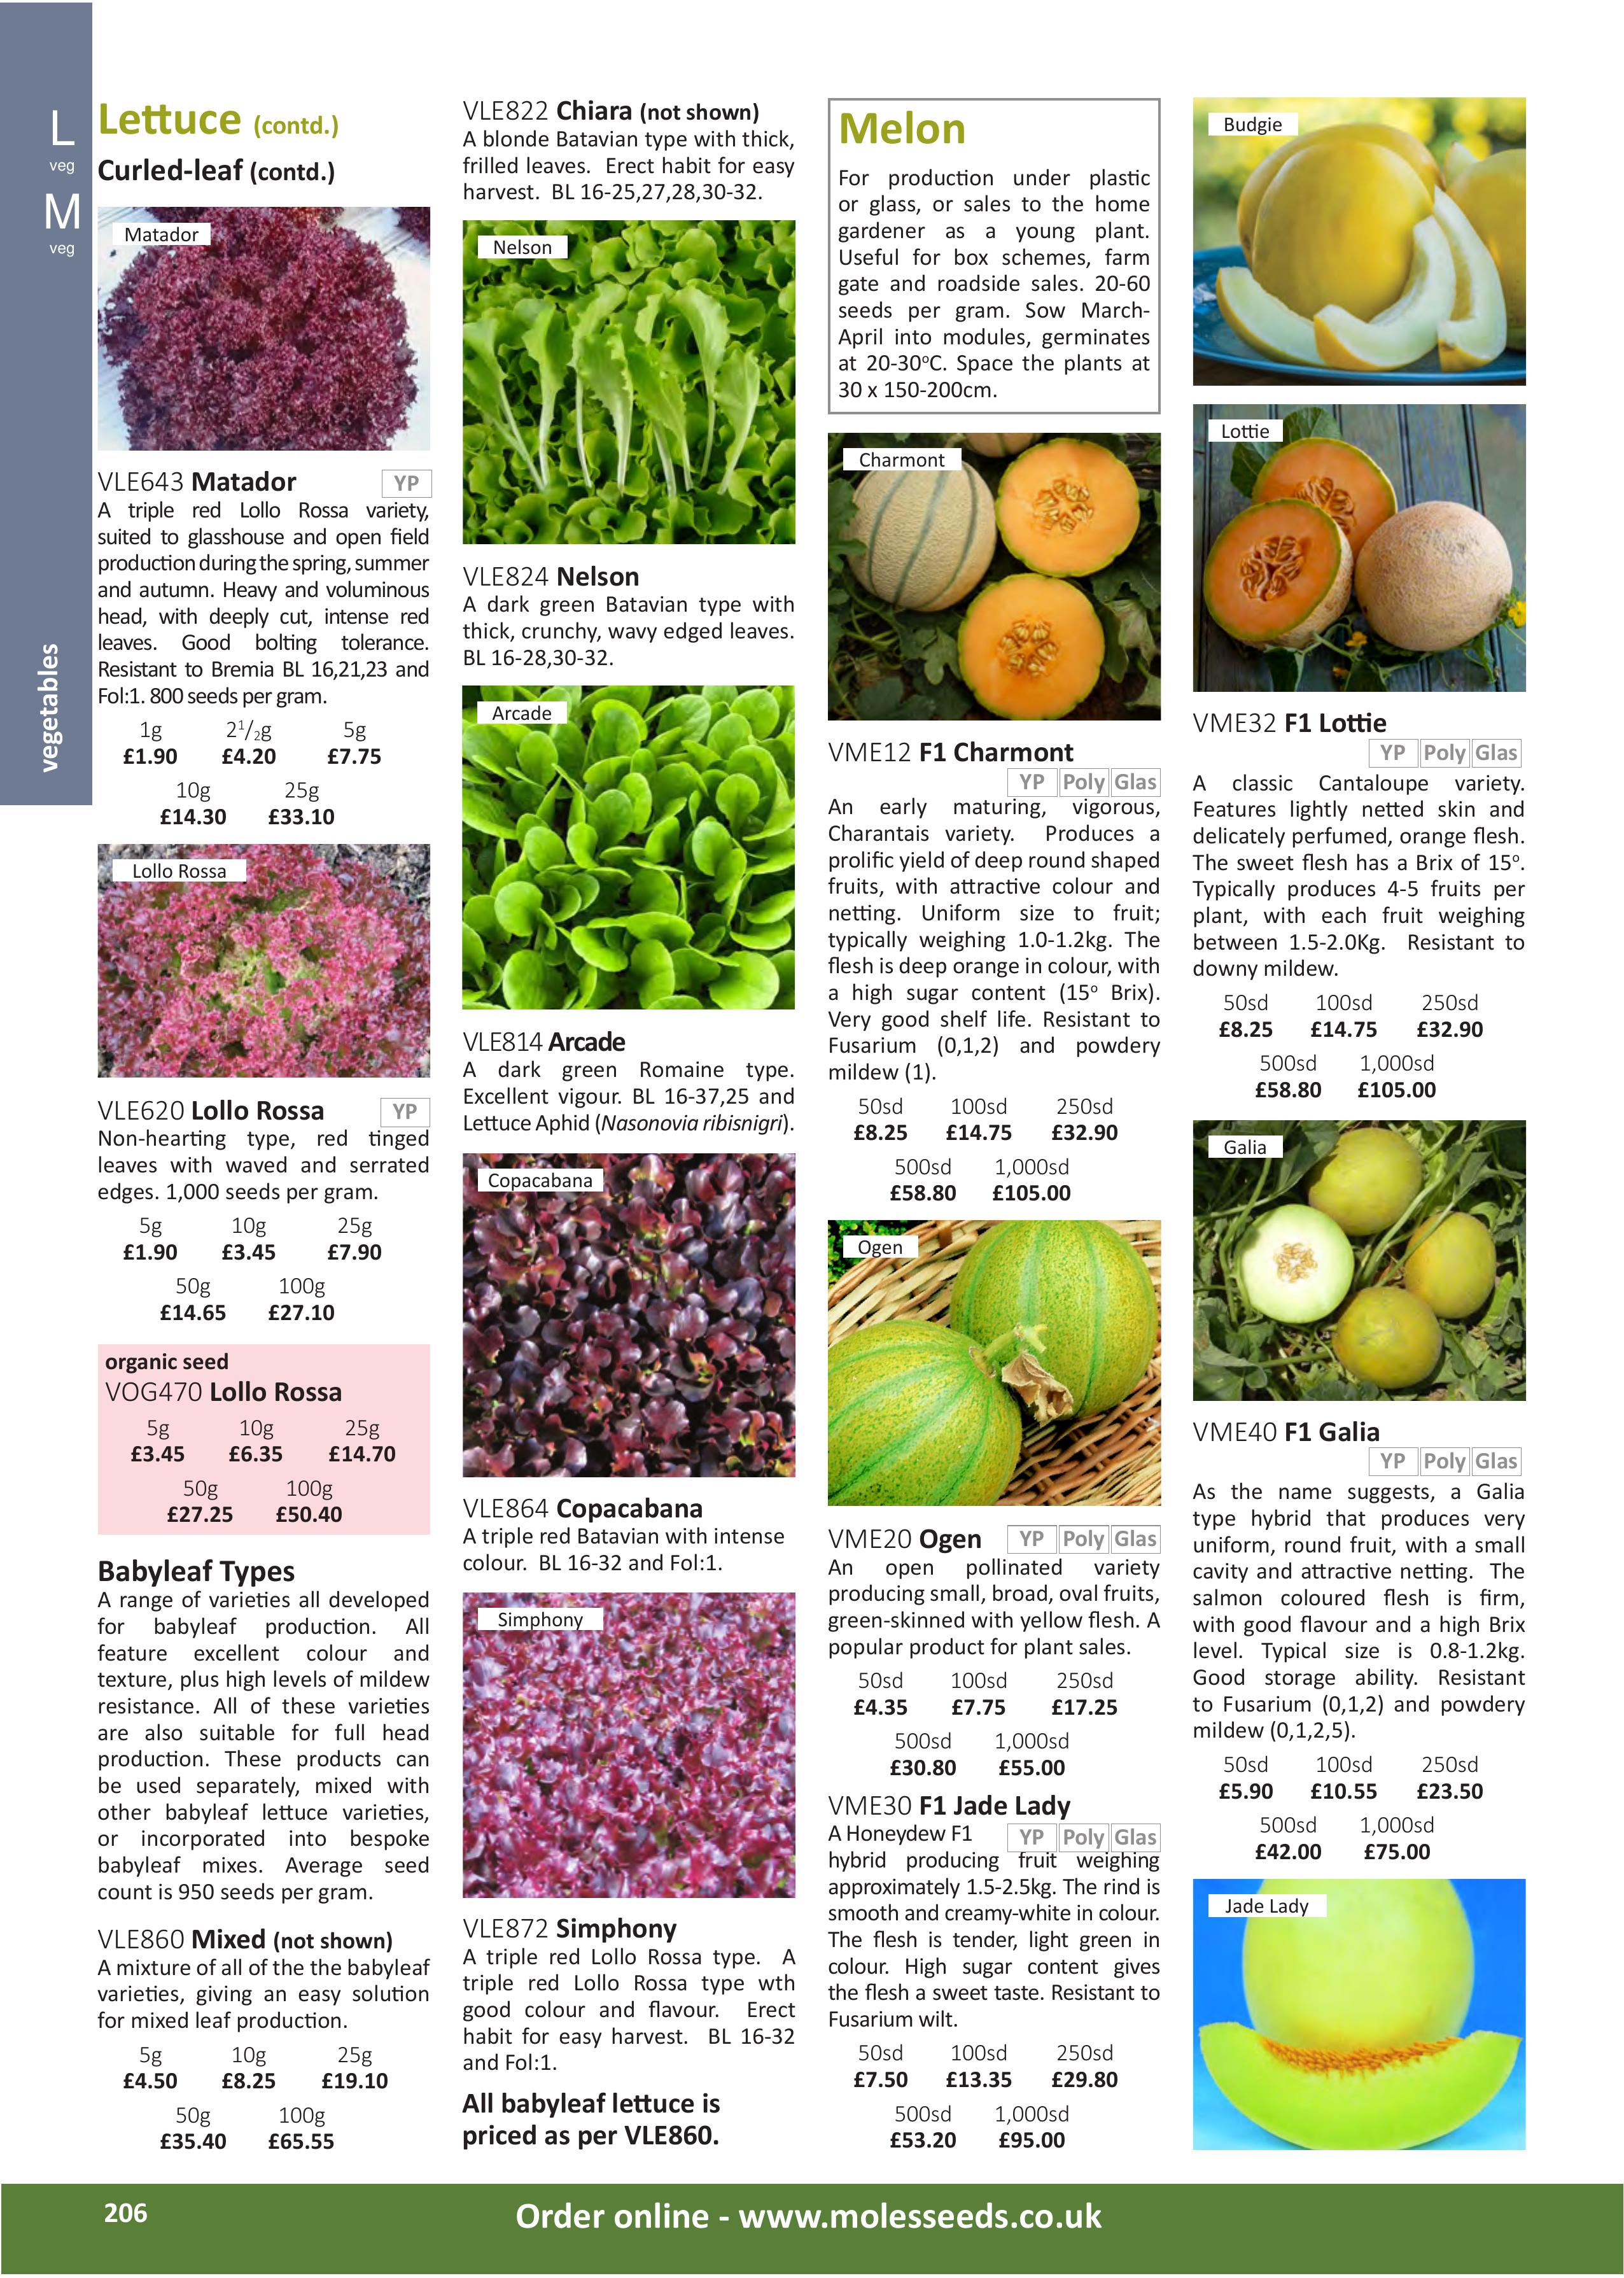 L
veg
M
veg
vegetables
Lettuce (contd.)
Curled-leaf (contd.)
Matador
VLE643 Matador YP
A triple red Lollo Rossa variety,
suited to glasshouse and open field
production during the spring, summer
and autumn. Heavy and voluminous
head, with deeply cut, intense red
leaves. Good bolting tolerance.
Resistant to Bremia BL 16,21,23 and
Fol:1. 800 seeds per gram.
1g 2¹/₂g 5g
£1.90 £4.20 £7.75
10g 25g
£14.30 £33.10
Lollo Rossa
VLE620 Lollo Rossa YP
Non-hearting type, red tinged
leaves with waved and serrated
edges. 1,000 seeds per gram.
5g 10g 25g
£1.90 £3.45 £7.90
50g 100g
£14.65 £27.10
organic seed
VOG470 Lollo Rossa
5g 10g 25g
£3.45 £6.35 £14.70
50g 100g
£27.25 £50.40
Babyleaf Types
A range of varieties all developed
for babyleaf production. All
feature excellent colour and
texture, plus high levels of mildew
resistance. All of these varieties
are also suitable for full head
production. These products can
be used separately, mixed with
other babyleaf lettuce varieties,
or incorporated into bespoke
babyleaf mixes. Average seed
count is 950 seeds per gram.
VLE860 Mixed (not shown)
A mixture of all of the the babyleaf
varieties, giving an easy solution
for mixed leaf production.
5g 10g 25g
£4.50 £8.25 £19.10
50g 100g
£35.40 £65.55
VLE822 Chiara (not shown)
A blonde Batavian type with thick,
frilled leaves. Erect habit for easy
harvest. BL 16-25,27,28,30-32.
Nelson
VLE824 Nelson
A dark green Batavian type with
thick, crunchy, wavy edged leaves.
BL 16-28,30-32.
Arcade
VLE814 Arcade
A dark green Romaine type.
Excellent vigour. BL 16-37,25 and
Lettuce Aphid (Nasonovia ribisnigri).
Copacabana
VLE864 Copacabana
A triple red Batavian with intense
colour. BL 16-32 and Fol:1.
Simphony
VLE872 Simphony
A triple red Lollo Rossa type. A
triple red Lollo Rossa type wth
good colour and flavour. Erect
habit for easy harvest. BL 16-32
and Fol:1.
All babyleaf lettuce is
priced as per VLE860.
Melon
For production under plastic
or glass, or sales to the home
gardener as a young plant.
Useful for box schemes, farm
gate and roadside sales. 20-60
seeds per gram. Sow March-
April into modules, germinates
at 20-30°C. Space the plants at
30 x 150-200cm.
Charmont
VME12 F1 Charmont
YP Poly Glas
An early maturing, vigorous,
Charantais variety. Produces a
prolific yield of deep round shaped
fruits, with attractive colour and
netting. Uniform size to fruit;
typically weighing 1.0-1.2kg. The
flesh is deep orange in colour, with
a high sugar content (15° Brix).
Very good shelf life. Resistant to
Fusarium (0,1,2) and powdery
mildew (1).
50sd 100sd 250sd
£8.25 £14.75 £32.90
500sd 1,000sd
£58.80 £105.00
Ogen
VME20 Ogen YP Poly Glas
An open pollinated variety
producing small, broad, oval fruits,
green-skinned with yellow flesh. A
popular product for plant sales.
50sd 100sd 250sd
£4.35 £7.75 £17.25
500sd 1,000sd
£30.80 £55.00
VME30 F1 Jade Lady
A Honeydew F1 YP Poly Glas
hybrid producing fruit weighing
approximately 1.5-2.5kg. The rind is
smooth and creamy-white in colour.
The flesh is tender, light green in
colour. High sugar content gives
the flesh a sweet taste. Resistant to
Fusarium wilt.
50sd 100sd 250sd
£7.50 £13.35 £29.80
500sd 1,000sd
£53.20 £95.00
Budgie
Lottie
VME32 F1 Lottie
YP Poly Glas
A classic Cantaloupe variety.
Features lightly netted skin and
delicately perfumed, orange flesh.
The sweet flesh has a Brix of 15°.
Typically produces 4-5 fruits per
plant, with each fruit weighing
between 1.5-2.0Kg. Resistant to
downy mildew.
50sd 100sd 250sd
£8.25 £14.75 £32.90
500sd 1,000sd
£58.80 £105.00
Galia
VME40 F1 Galia
YP Poly Glas
As the name suggests, a Galia
type hybrid that produces very
uniform, round fruit, with a small
cavity and attractive netting. The
salmon coloured flesh is firm,
with good flavour and a high Brix
level. Typical size is 0.8-1.2kg.
Good storage ability. Resistant
to Fusarium (0,1,2) and powdery
mildew (0,1,2,5).
50sd 100sd 250sd
£5.90 £10.55 £23.50
500sd 1,000sd
£42.00 £75.00
Jade Lady
206
Order online - www.molesseeds.co.uk